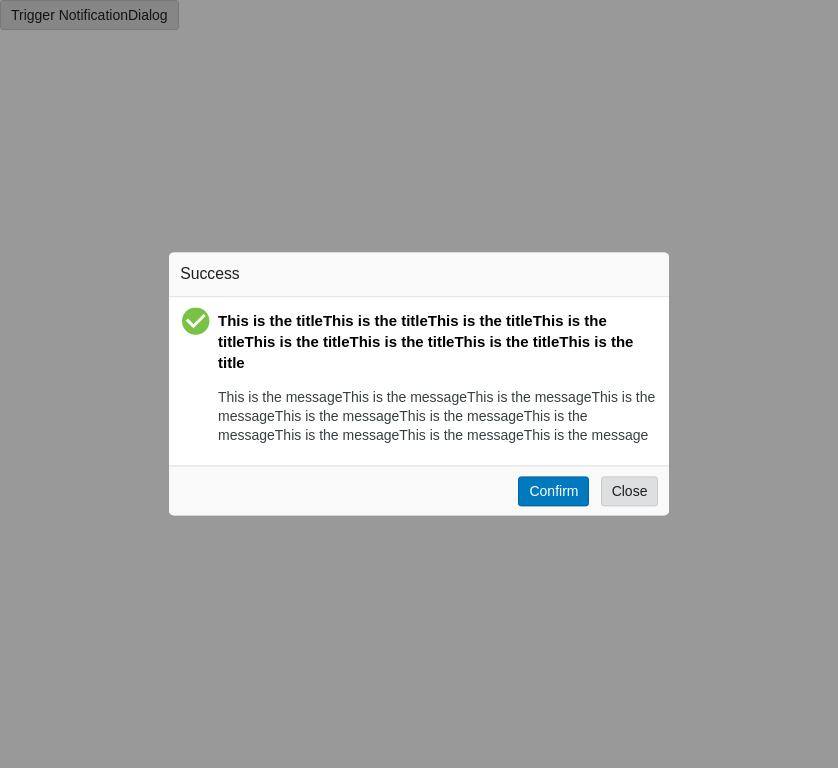 Trigger NotificationDialog
Success
This is the titleThis is the titleThis is the titleThis is the
titleThis is the titleThis is the titleThis is the titleThis is the
title
This is the messageThis is the messageThis is the messageThis is the
messageThis is the messageThis is the messageThis is the
messageThis is the messageThis is the messageThis is the message
Confirm Close